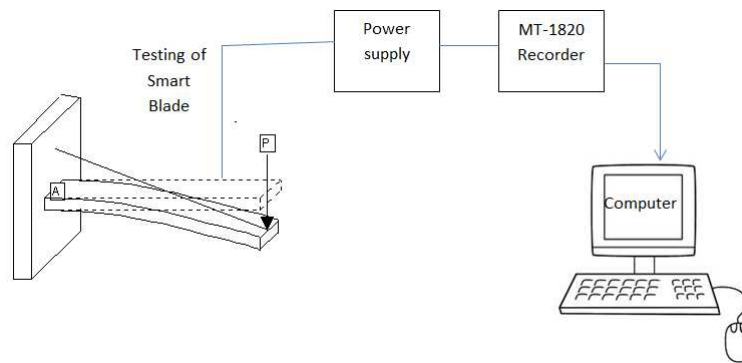 Testing of
Smart
Blade
Power
supply
MT-1820
Recorder
P
A
Computer